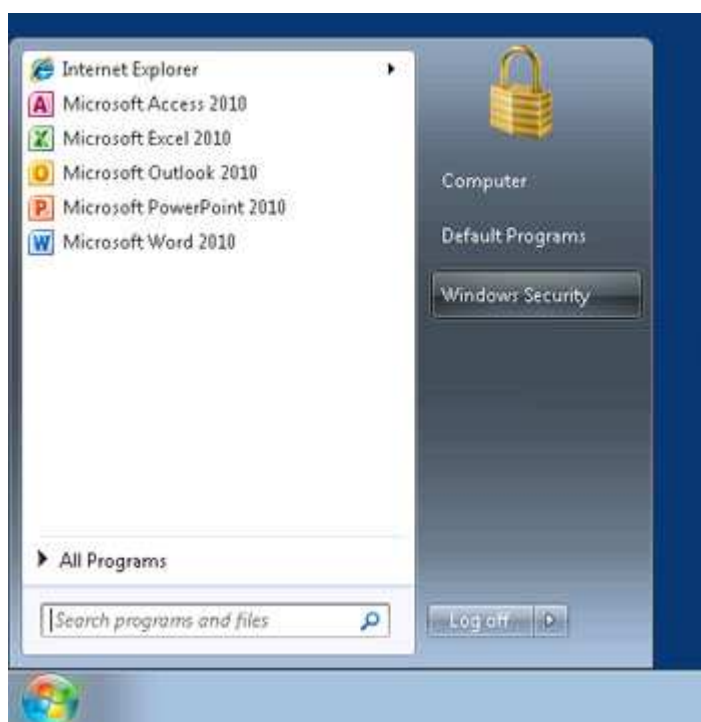 Internet Explorer
Microsoft Access 2010
Microsoft Excel 2010
Microsoft Outlook 2010
Microsoft PowerPoint 2010
Microsoft Word 2010
All Programs
Search programs and files
Computer
Default Programs
Windows Security
Log off